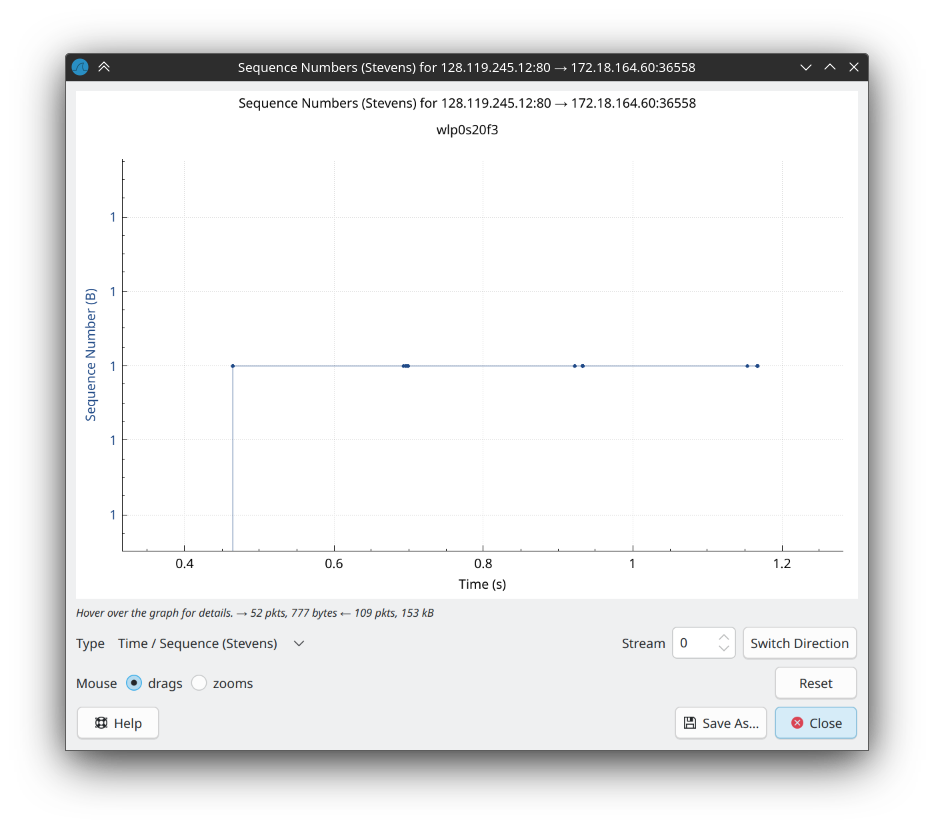 Sequence Numbers (Stevens) for 128.119.245.12:80 → 172.18.164.60:36558
Sequence Numbers (Stevens) for 128.119.245.12:80 → 172.18.164.60:36558
wlp0s20f3
Sequence Number (B)
1
1
1
1
1
0.4 0.6 0.8 1 1.2
Time (s)
Hover over the graph for details. → 52 pkts, 777 bytes ← 109 pkts, 153 kB
Type Time / Sequence (Stevens) Stream 0 Switch Direction
Mouse drags zooms Reset
Help Save As... Close